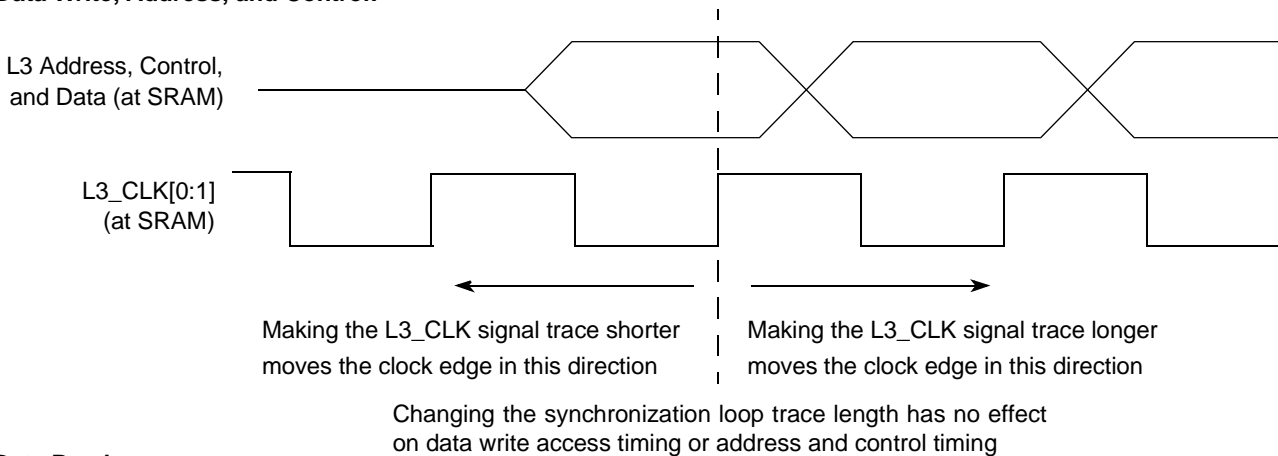 Data Write, Address, and Control:
L3 Address, Control,
and Data (at SRAM)
L3_CLK[0:1]
(at SRAM)
Making the L3_CLK signal trace shorter
moves the clock edge in this direction
Making the L3_CLK signal trace longer
moves the clock edge in this direction
Changing the synchronization loop trace length has no effect
on data write access timing or address and control timing